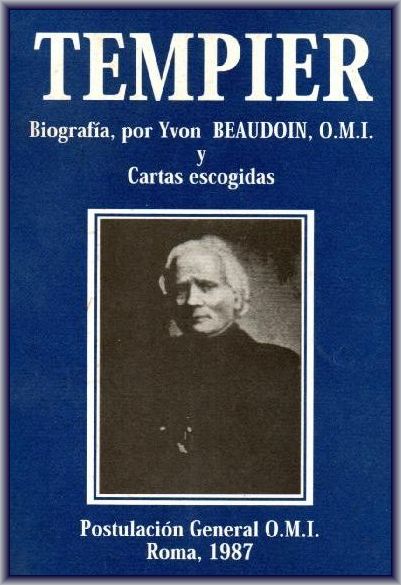 TEMPIER
Biografía, por Yvon BEAUDOIN, O.M.I.
y
Cartas escogidas
Postulación General O.M.I.
Roma, 1987